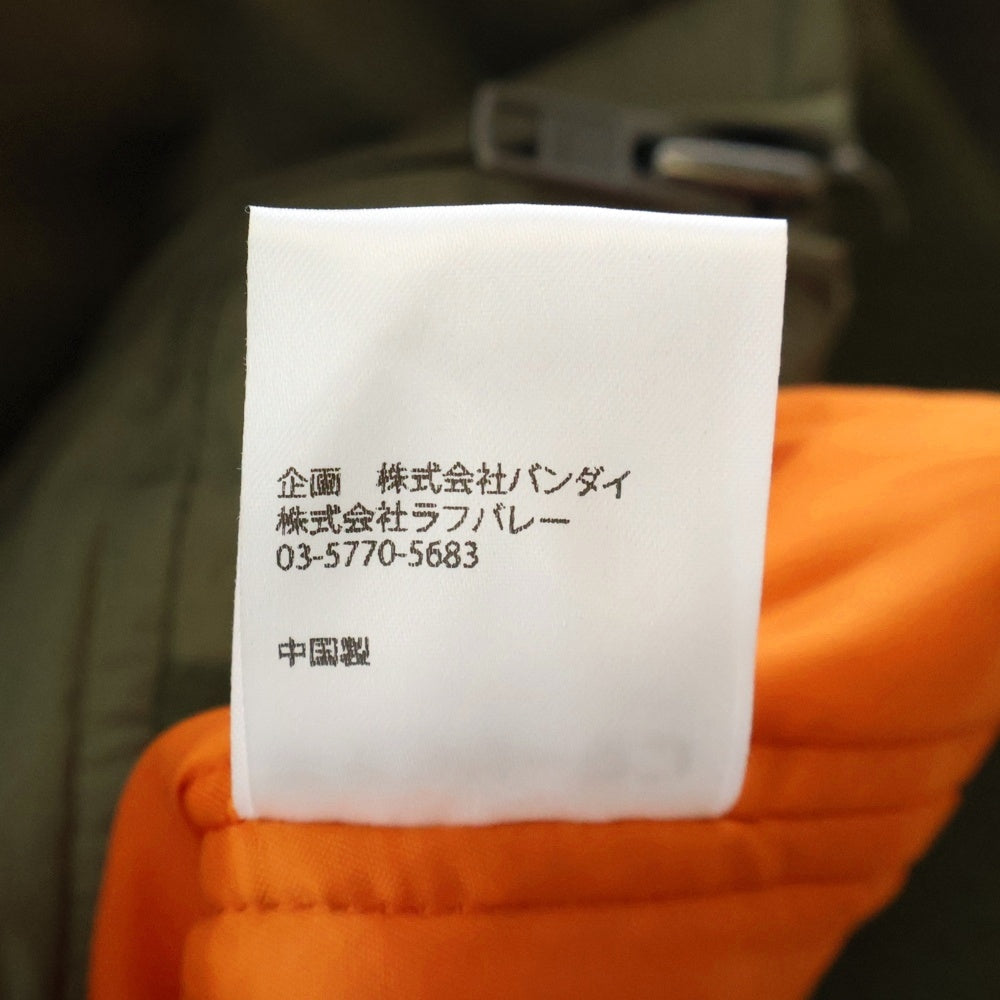 企画　株式会社バンダイ
株式会社ラフバレー
03-5770-5683
中国製